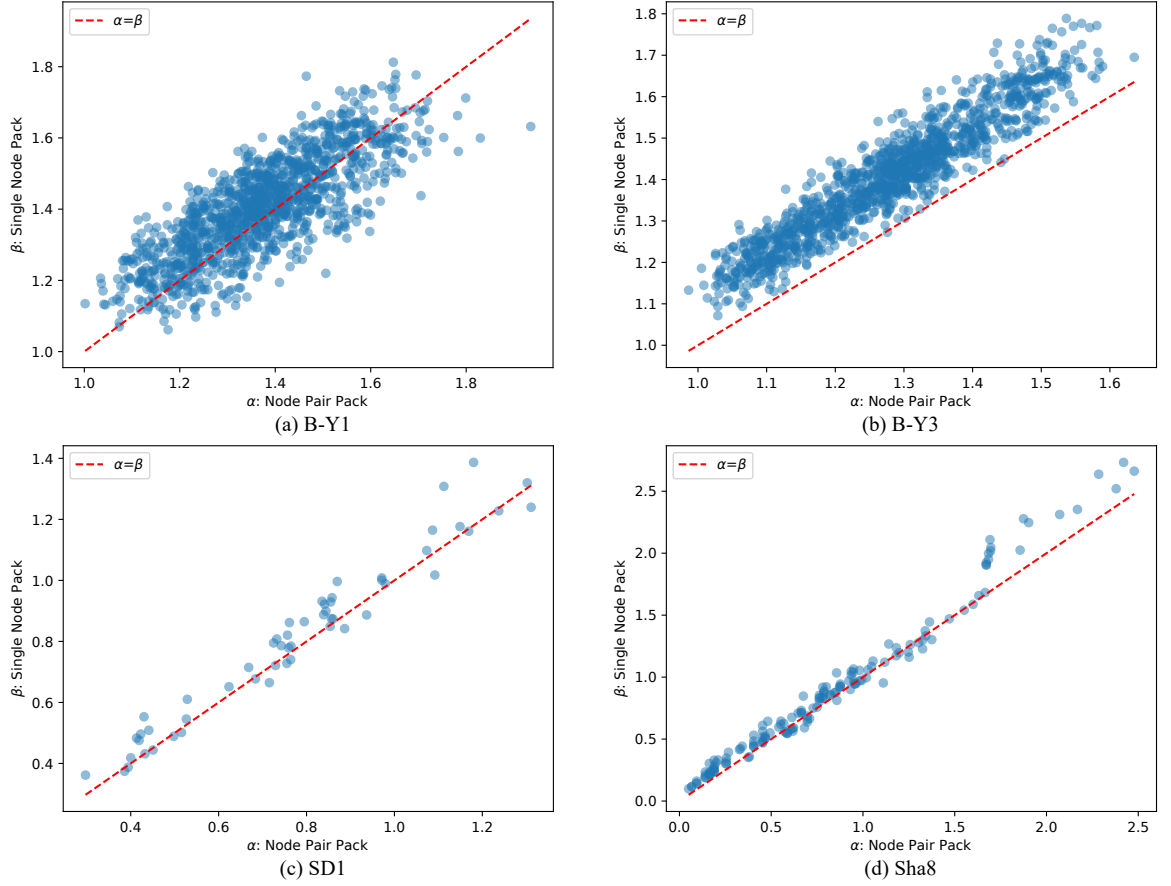 α=β
1.8
1.6
1.4
1.2
1.0
β: Single Node Pack
1.0 1.2 1.4 1.6 1.8
α: Node Pair Pack
(a) B-Y1
α=β
1.8
1.7
1.6
1.5
1.4
1.3
1.2
1.1
1.0
β: Single Node Pack
1.0 1.1 1.2 1.3 1.4 1.5 1.6
α: Node Pair Pack
(b) B-Y3
α=β
1.4
1.2
1.0
0.8
0.6
0.4
β: Single Node Pack
0.4 0.6 0.8 1.0 1.2
α: Node Pair Pack
(c) SD1
α=β
2.5
2.0
1.5
1.0
0.5
0.0
β: Single Node Pack
0.0 0.5 1.0 1.5 2.0 2.5
α: Node Pair Pack
(d) Sha8